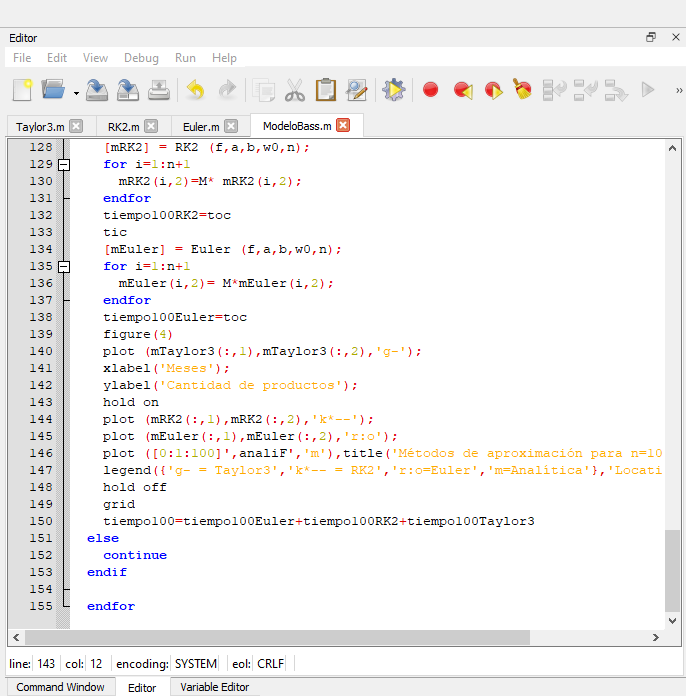 Editor
File Edit View Debug Run Help
»
Taylor3.m RK2.m Euler.m ModeloBass.m
128 [mRK2] = RK2 (f,a,b,w0,n);
129 for i=1:n+1
130 mRK2(i,2)=M* mRK2(i,2);
131 endfor
132 tiempo100RK2=toc
133 tic
134 [mEuler] = Euler (f,a,b,w0,n);
135 for i=1:n+1
136 mEuler(i,2)= M*mEuler(i,2);
137 endfor
138 tiempo100Euler=toc
139 figure(4)
140 plot (mTaylor3(:,1),mTaylor3(:,2),'g-');
141 xlabel('Meses');
142 ylabel('Cantidad de productos');
143 hold on
144 plot (mRK2(:,1),mRK2(:,2),'k*--');
145 plot (mEuler(:,1),mEuler(:,2),'r:o');
146 plot ([0:1:100]',analiF','m'),title('Métodos de aproximación para n=10
147 legend({'g- = Taylor3','k*-- = RK2','r:o=Euler','m=Analítica'},'Locati
148 hold off
149 grid
150 tiempo100=tiempo100Euler+tiempo100RK2+tiempo100Taylor3
151 else
152 continue
153 endif
154
155 endfor
line: 143 col: 12 encoding: SYSTEM eol: CRLF
Command Window Editor Variable Editor